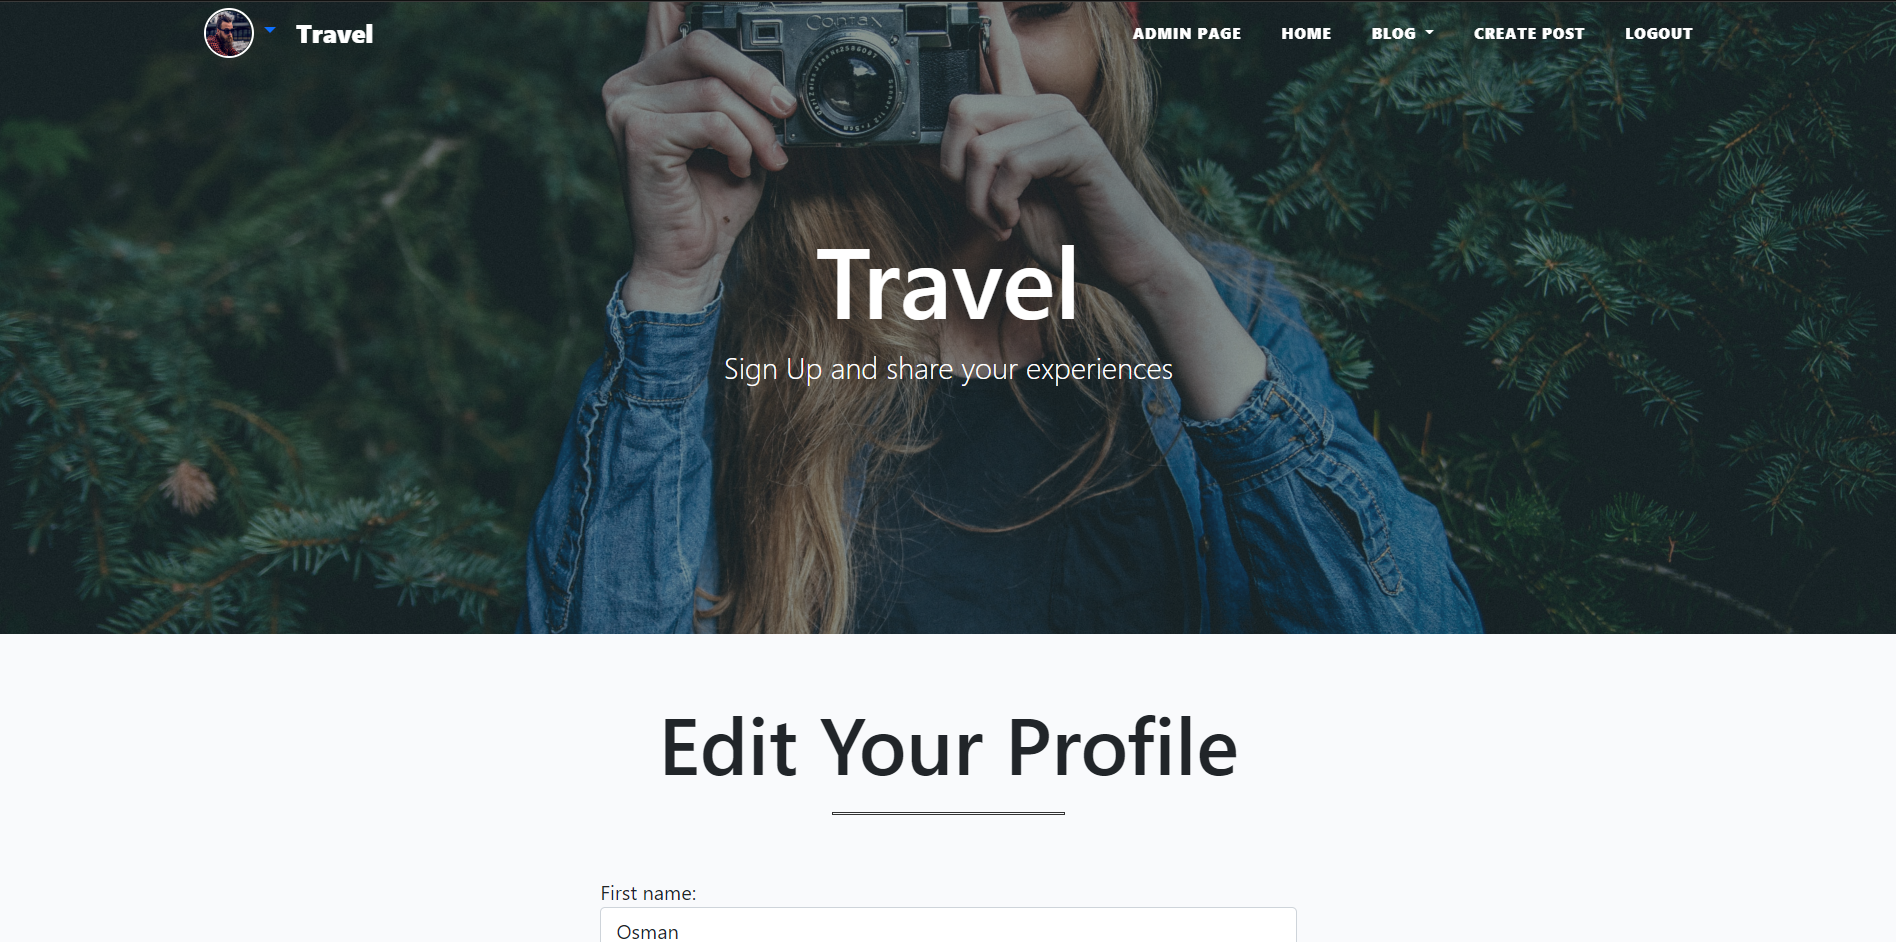 Travel
ADMIN PAGE HOME BLOG CREATE POST LOGOUT
Contax
Travel
Sign Up and share your experiences
Edit Your Profile
First name:
Osman